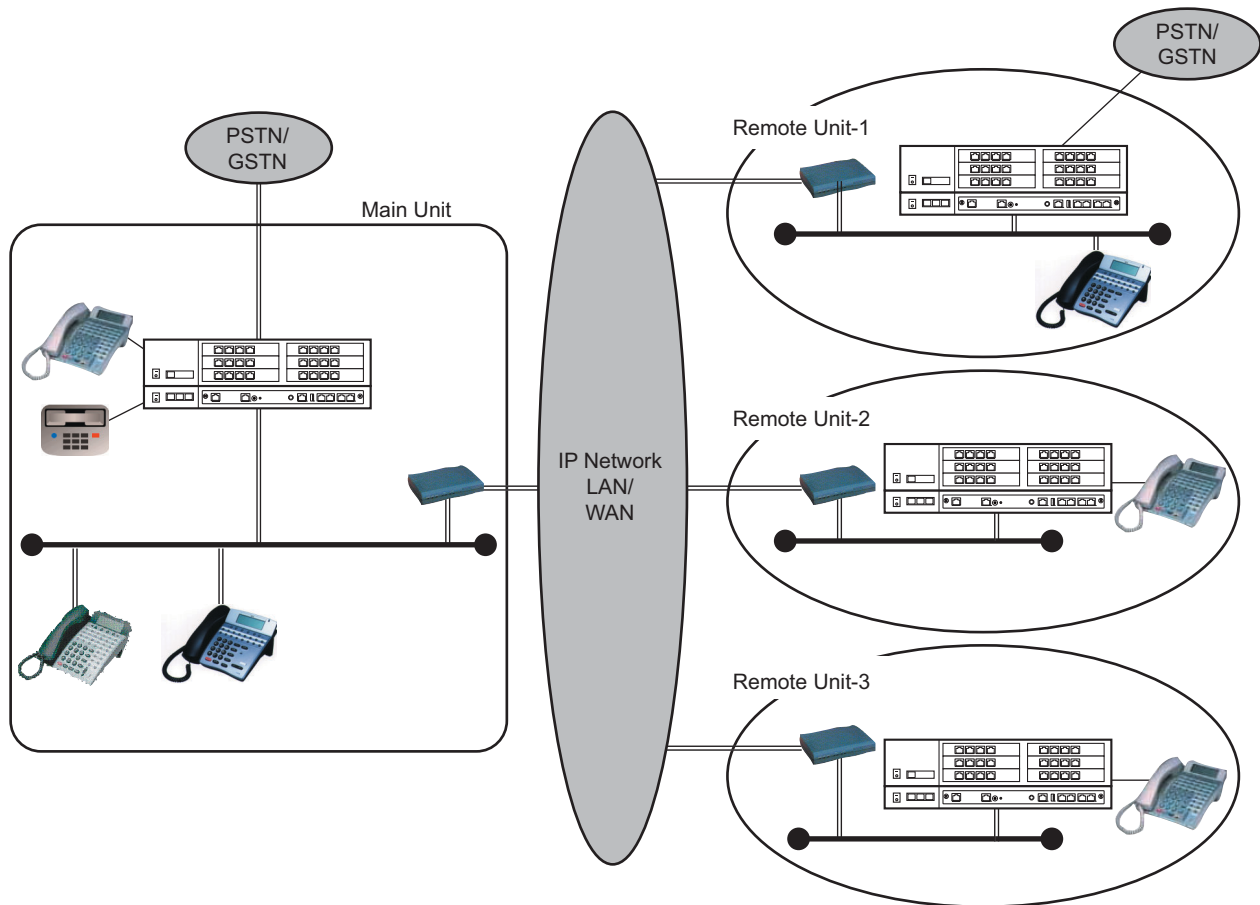 PSTN/
GSTN
PSTN/
GSTN
Main Unit
Remote Unit-1
IP Network
LAN/
WAN
Remote Unit-2
Remote Unit-3